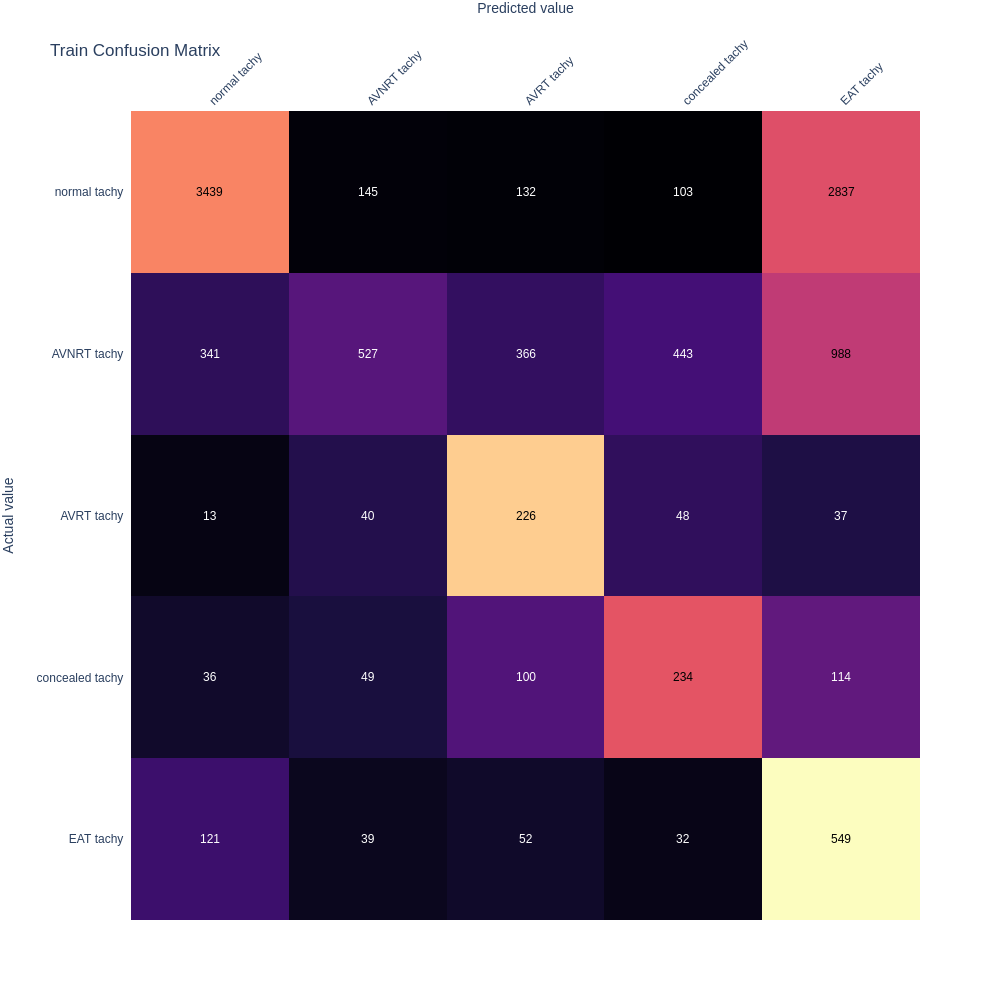 Predicted value
Train Confusion Matrix
normal tachy AVNRT tachy AVRT tachy concealed tachy EAT tachy
normal tachy 3439 145 132 103 2837
AVNRT tachy 341 527 366 443 988
Actual value
AVRT tachy 13 40 226 48 37
concealed tachy 36 49 100 234 114
EAT tachy 121 39 52 32 549